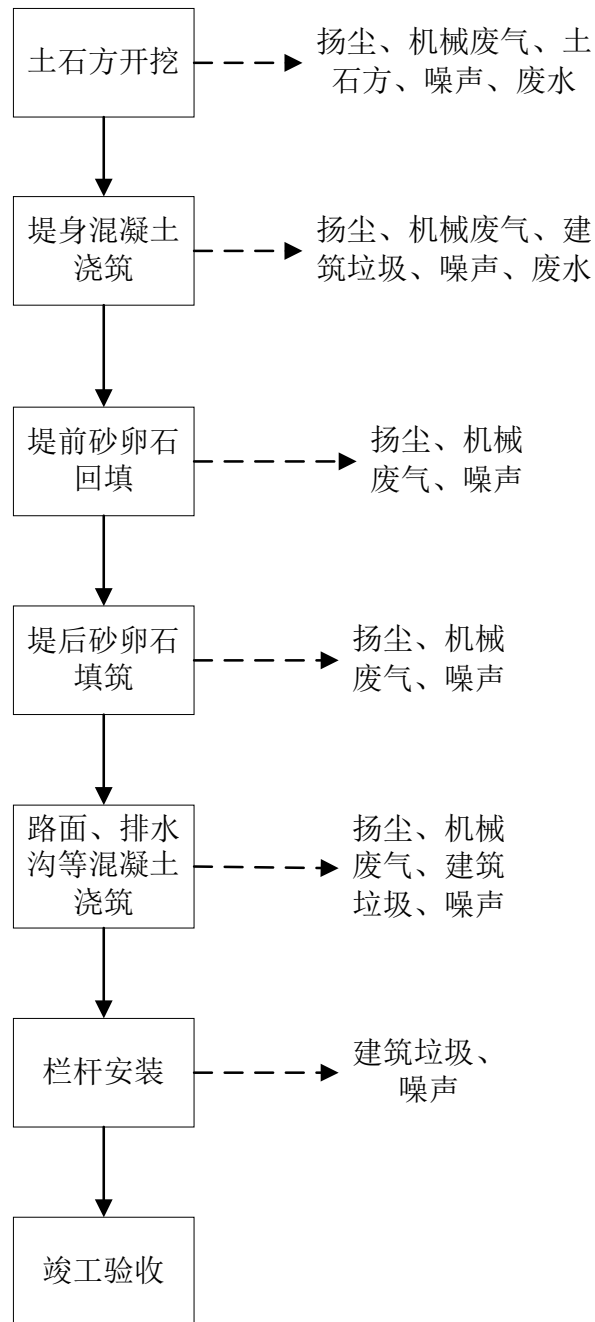 土石方开挖
扬尘、机械废气、土
石方、噪声、废水
堤身混凝土
浇筑
扬尘、机械废气、建
筑垃圾、噪声、废水
堤前砂卵石
回填
扬尘、机械
废气、噪声
堤后砂卵石
填筑
扬尘、机械
废气、噪声
路面、排水
沟等混凝土
浇筑
扬尘、机械
废气、建筑
垃圾、噪声
栏杆安装
建筑垃圾、
噪声
竣工验收